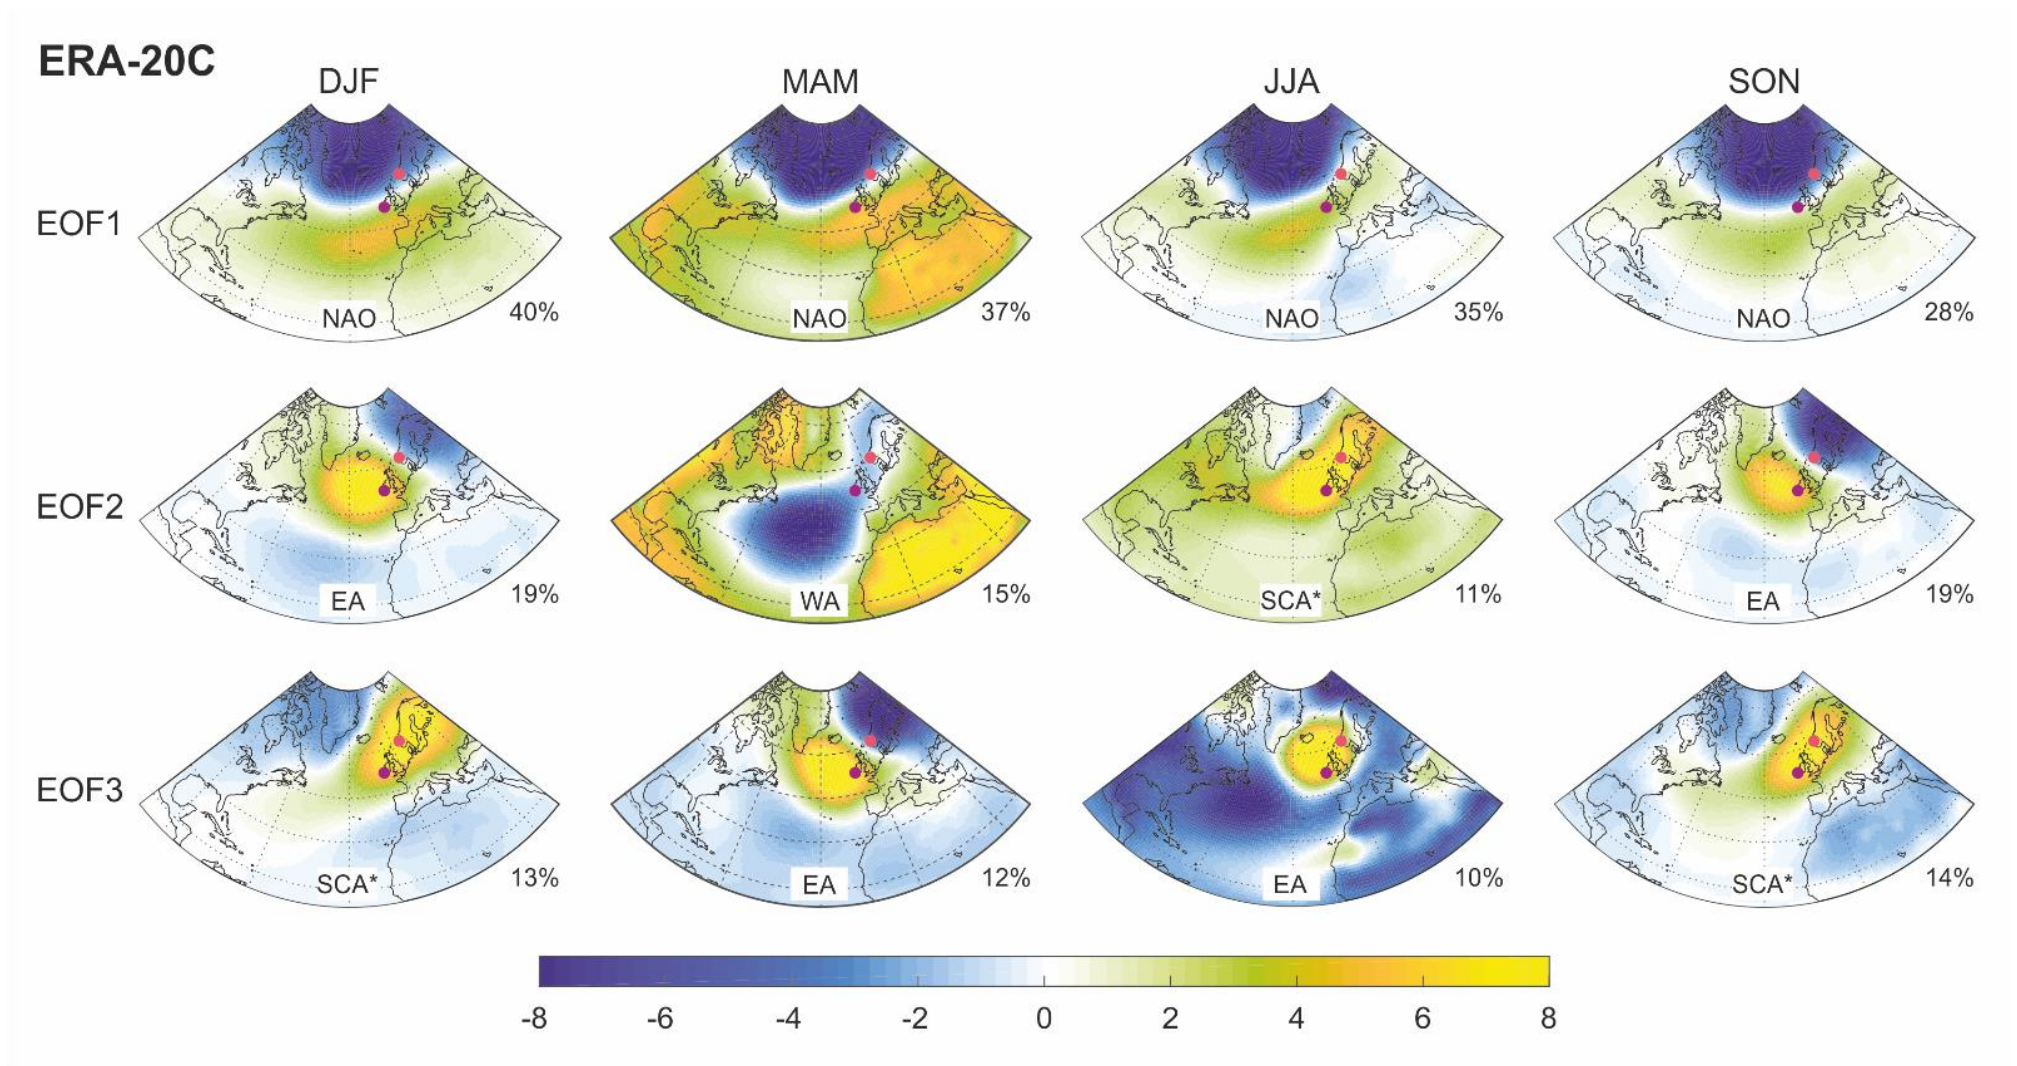 ERA-20C
DJF MAM JJA SON
EOF1
NAO 40% NAO 37% NAO 35% NAO 28%
EOF2
EA 19% WA 15% SCA* 11% EA 19%
EOF3
SCA* 13% EA 12% EA 10% SCA* 14%
-8 -6 -4 -2 0 2 4 6 8